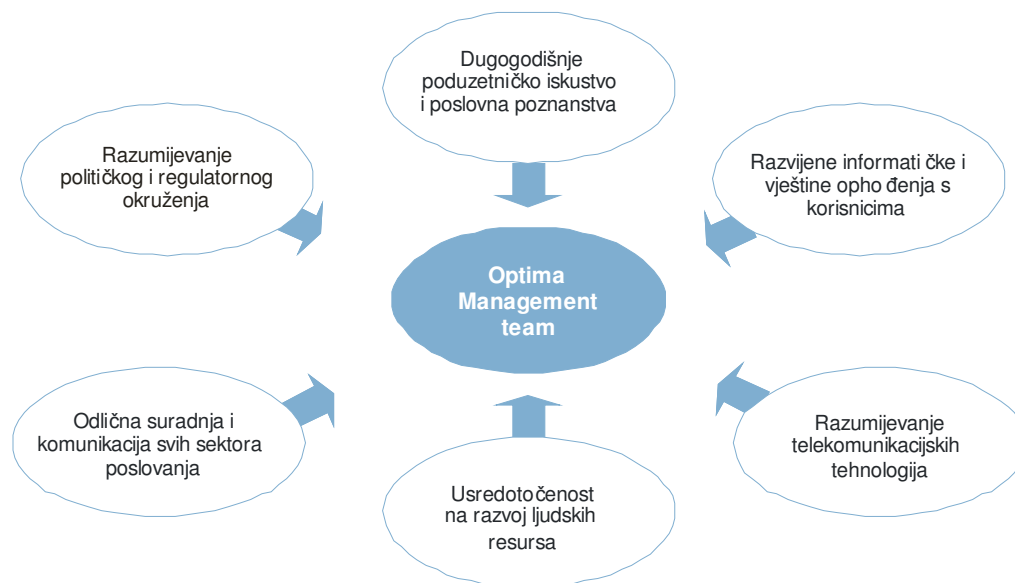 Dugogodišnje
poduzetničko iskustvo
i poslovna poznanstva
Razumijevanje
političkog i regulatornog
okruženja
Razvijene informati čke i
vještine opho đenja s
korisnicima
Optima
Management
team
Odlična suradnja i
komunikacija svih sektora
poslovanja
Razumijevanje
telekomunikacijskih
tehnologija
Usredotočenost
na razvoj ljudskih
resursa